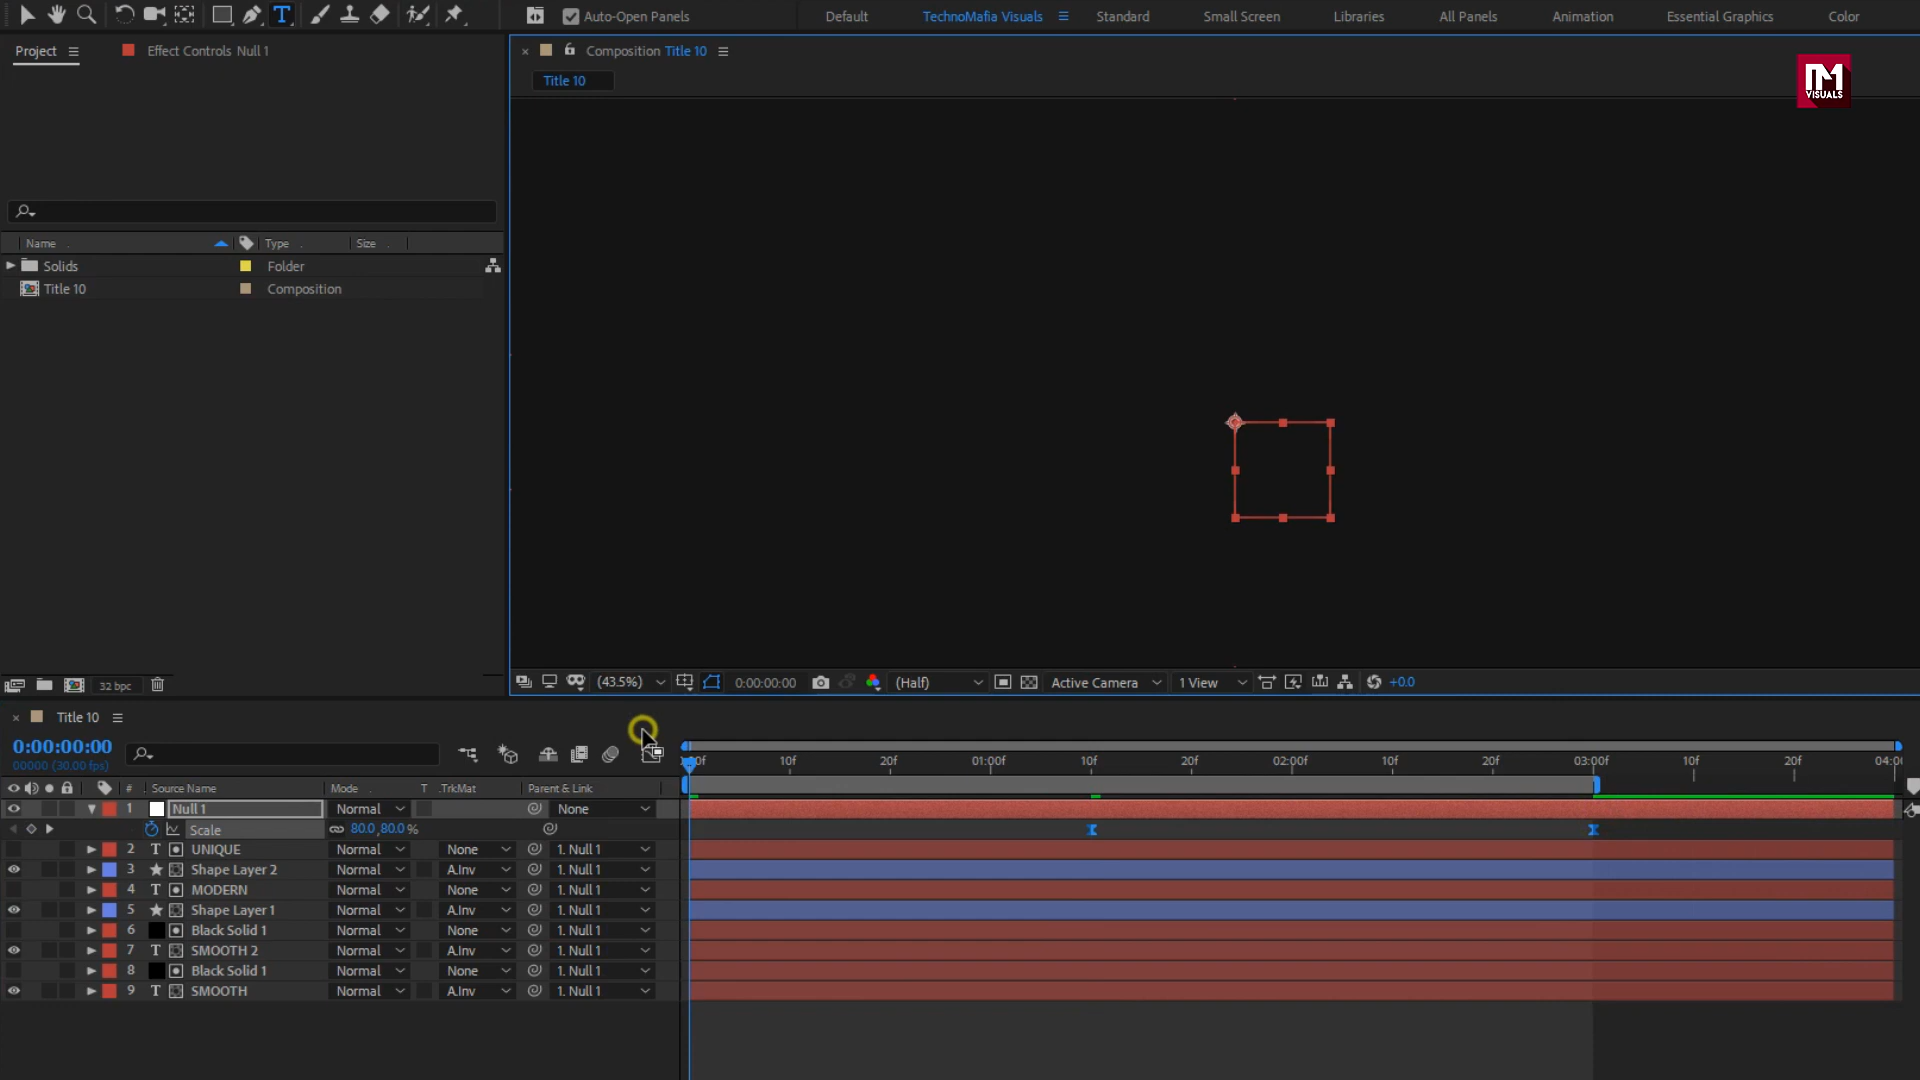 Auto-Open Panels Default TechnoMafia Visuals Standard Small Screen Libraries All Panels Animation Essential Graphics Color
Project Effect Controls Null 1 Composition Title 10
Title 10
VISUALS
Name Type Size
Solids Folder
Title 10 Composition
32 bpc (43.5%) 0:00:00:00 (Half) Active Camera 1 View +0.0
Title 10
0:00:00:00
00000 (30.00 fps)
10f 20f 01:00f 10f 20f 02:00f 10f 20f 03:00f 10f 20f
# Source Name Mode T .TrkMat Parent & Link
1 Null 1 Normal None
Scale 80.0,80.0 %
2 T UNIQUE Normal None 1. Null 1
3 Shape Layer 2 Normal A.Inv 1. Null 1
4 T MODERN Normal None 1. Null 1
5 Shape Layer 1 Normal A.Inv 1. Null 1
6 Black Solid 1 Normal None 1. Null 1
7 T SMOOTH 2 Normal A.Inv 1. Null 1
8 Black Solid 1 Normal None 1. Null 1
9 T SMOOTH Normal A.Inv 1. Null 1